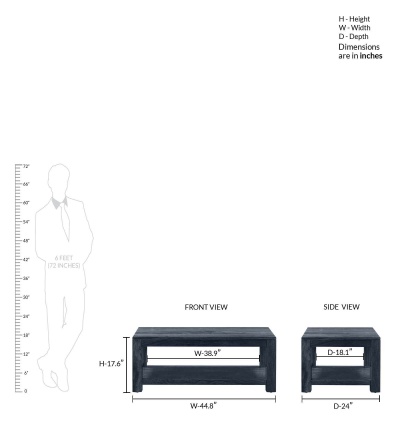 H - Height
W - Width
D - Depth
Dimensions
are in inches
72"
66"
60"
54"
48"
42"
36"
30"
24"
18"
12"
6"
0
6 FEET
(72 INCHES)
FRONT VIEW
SIDE VIEW
H-17.6"
W-38.9"
D-18.1"
W-44.8"
D-24"